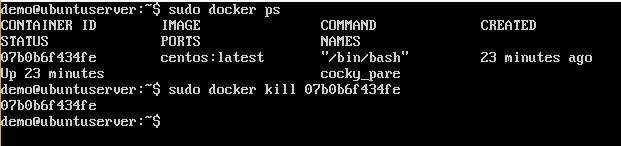 demo@ubuntuserver:~$ sudo docker ps
CONTAINER ID        IMAGE               COMMAND             CREATED
STATUS              PORTS               NAMES
07b0b6f434fe        centos:latest       "/bin/bash"         23 minutes ago
Up 23 minutes                           cocky_pare
demo@ubuntuserver:~$ sudo docker kill 07b0b6f434fe
07b0b6f434fe
demo@ubuntuserver:~$